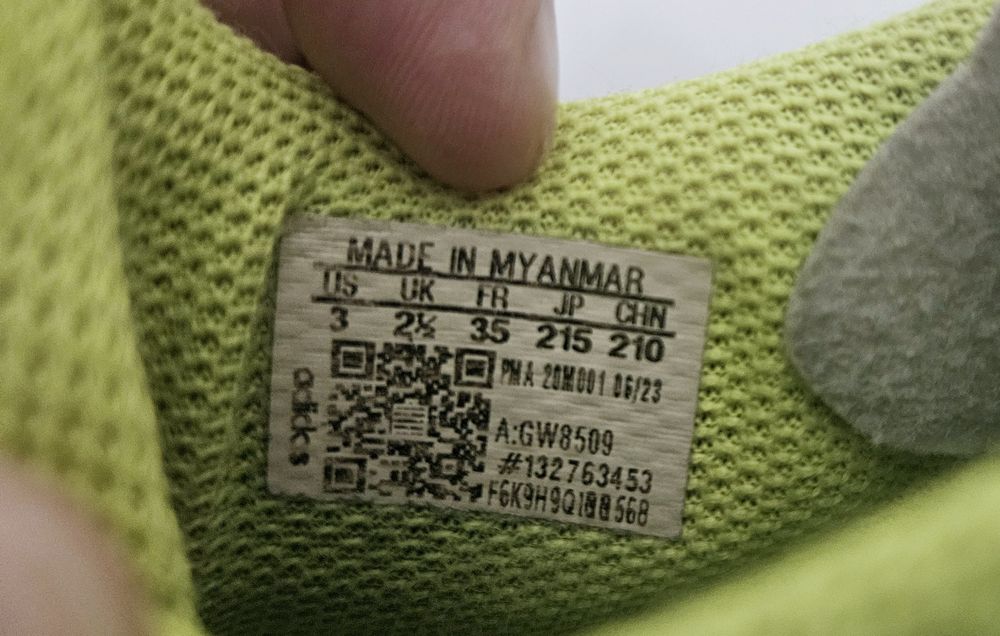 MADE IN MYANMAR
US UK FR JP CHN
3 2½ 35 215 210
PMA 20M001 06/23
A:GW8509
#132763453
adidas